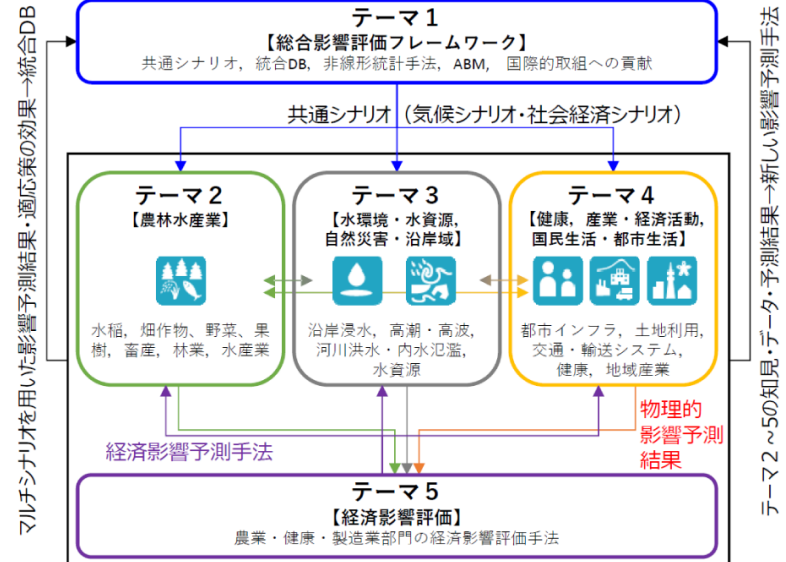 テーマ1
【総合影響評価フレームワーク】
共通シナリオ, 統合DB, 非線形統計手法, ABM, 国際的取組への貢献
共通シナリオ（気候シナリオ・社会経済シナリオ）
マルチシナリオを用いた影響予測結果・適応策の効果→統合DB
テーマ2
【農林水産業】
水稲, 畑作物、野菜、果
樹, 畜産, 林業, 水産業
テーマ3
【水環境・水資源,
自然災害・沿岸域】
沿岸浸水, 高潮・高波,
河川洪水・内水氾濫,
水資源
テーマ4
【健康, 産業・経済活動,
国民生活・都市生活】
都市インフラ, 土地利用,
交通・輸送システム,
健康, 地域産業
テーマ2~5の知見・データ・予測結果→新しい影響予測手法
経済影響予測手法
物理的
影響予測
結果
テーマ5
【経済影響評価】
農業・健康・製造業部門の経済影響評価手法